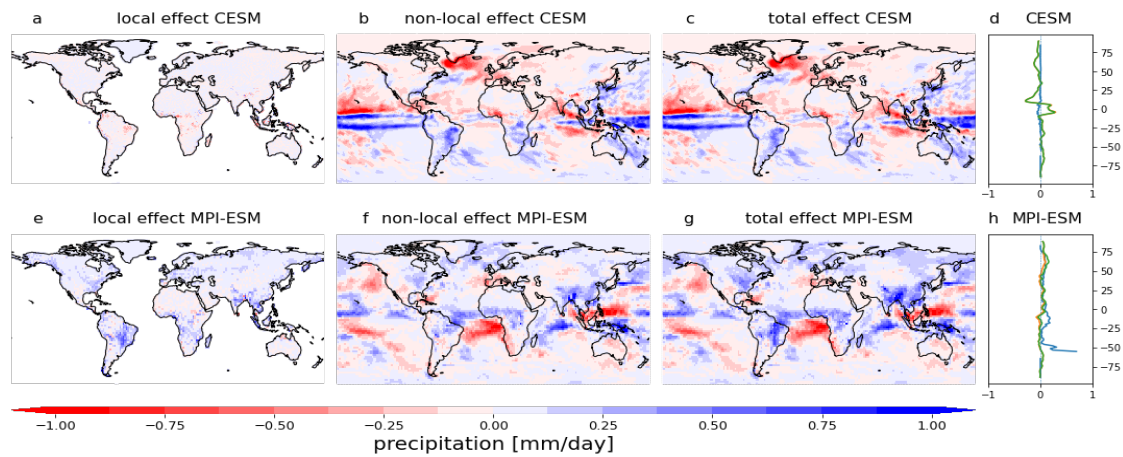 a local effect CESM b non-local effect CESM c total effect CESM d CESM
75
50
25
0
−25
−50
−75
−1 0 1
e local effect MPI-ESM f non-local effect MPI-ESM g total effect MPI-ESM h MPI-ESM
75
50
25
0
−25
−50
−75
−1 0 1
−1.00 −0.75 −0.50 −0.25 0.00 0.25 0.50 0.75 1.00
precipitation [mm/day]